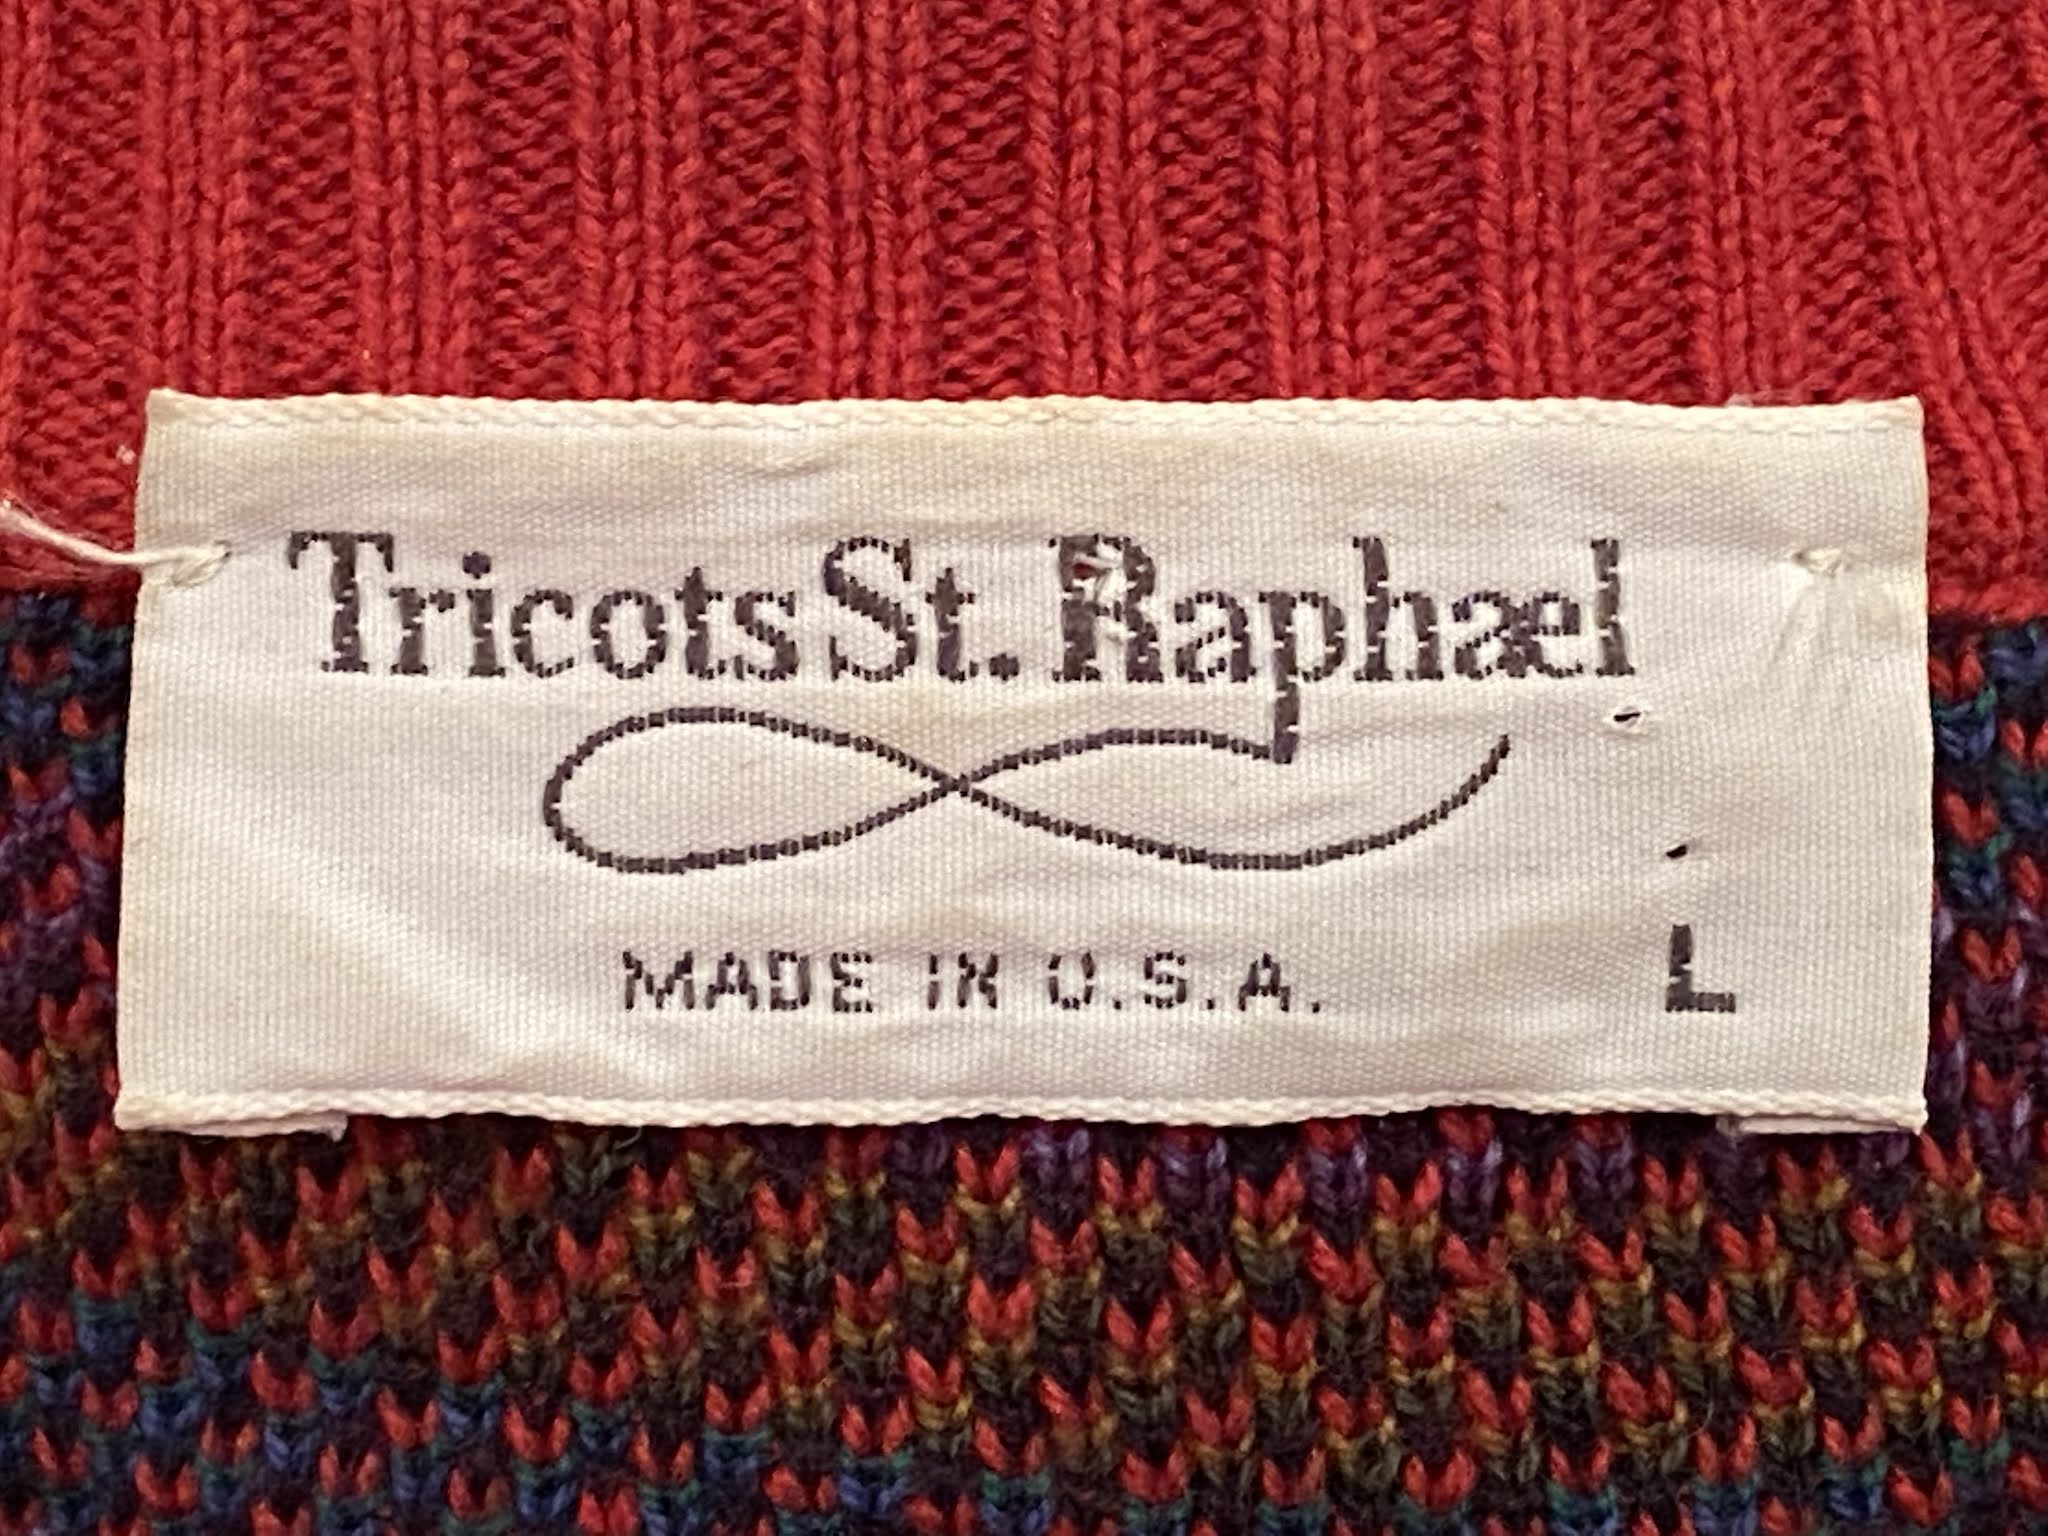 Tricots St. Raphael
MADE IN U.S.A.
L